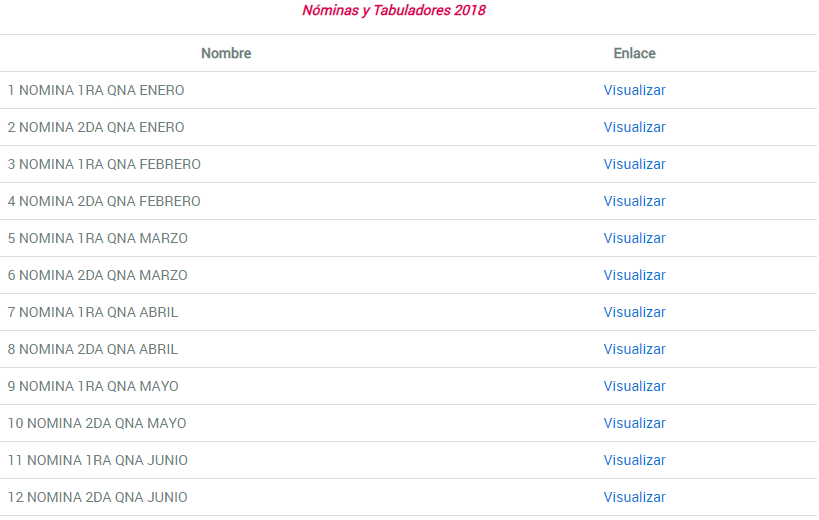 Nóminas y Tabuladores 2018
Nombre Enlace
1 NOMINA 1RA QNA ENERO Visualizar
2 NOMINA 2DA QNA ENERO Visualizar
3 NOMINA 1RA QNA FEBRERO Visualizar
4 NOMINA 2DA QNA FEBRERO Visualizar
5 NOMINA 1RA QNA MARZO Visualizar
6 NOMINA 2DA QNA MARZO Visualizar
7 NOMINA 1RA QNA ABRIL Visualizar
8 NOMINA 2DA QNA ABRIL Visualizar
9 NOMINA 1RA QNA MAYO Visualizar
10 NOMINA 2DA QNA MAYO Visualizar
11 NOMINA 1RA QNA JUNIO Visualizar
12 NOMINA 2DA QNA JUNIO Visualizar